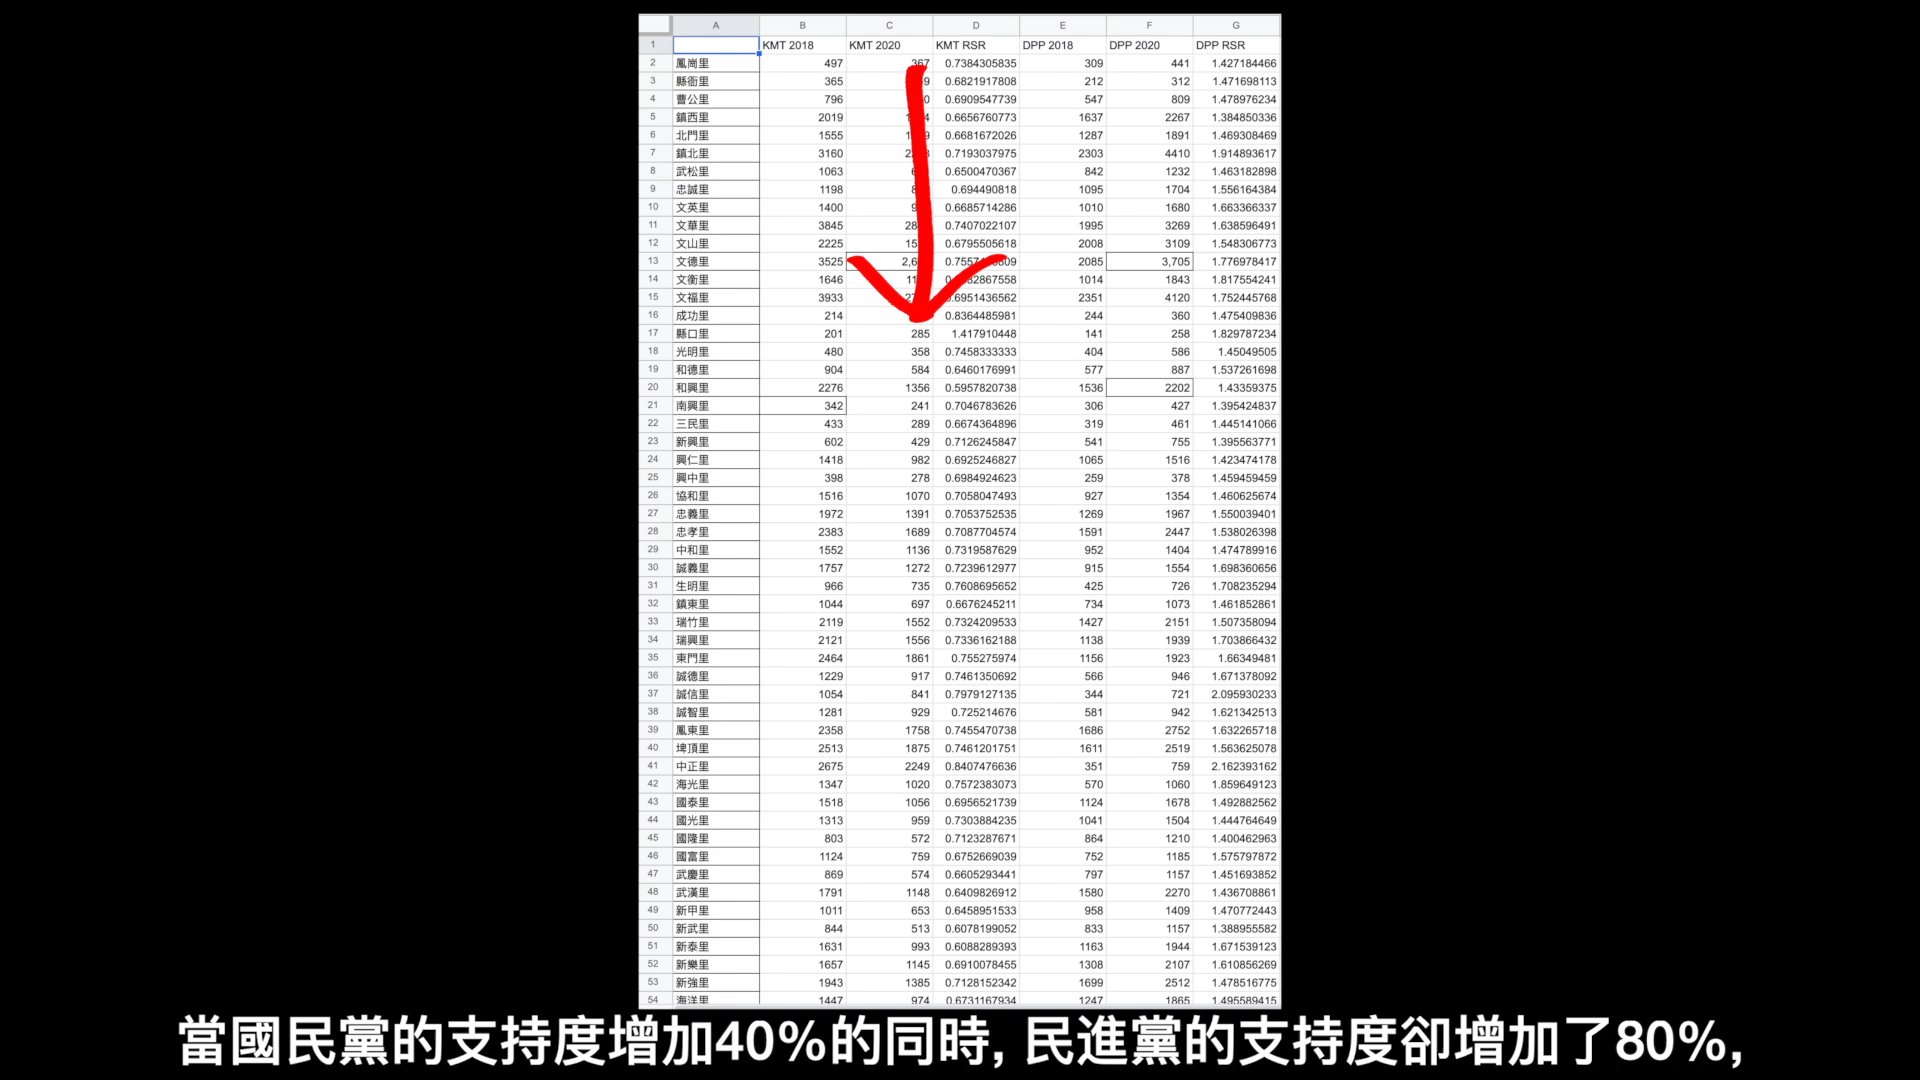 A B C D E F G
1 KMT 2018 KMT 2020 KMT RSR DPP 2018 DPP 2020 DPP RSR
2 鳳崗里 497 367 0.7384305835 309 441 1.427184466
3 縣衙里 365 0.6821917808 212 312 1.471698113
4 曹公里 796 0.6909547739 547 809 1.478976234
5 鎮西里 2019 0.6656760773 1637 2267 1.384850336
6 北門里 1555 0.6681672026 1287 1891 1.469308469
7 鎮北里 3160 0.7193037975 2303 4410 1.914893617
8 武松里 1063 0.6500470367 842 1232 1.463182898
9 忠誠里 1198 0.694490818 1095 1704 1.556164384
10 文英里 1400 0.6685714286 1010 1680 1.663366337
11 文華里 3845 0.7407022107 1995 3269 1.638596491
12 文山里 2225 0.6795505618 2008 3109 1.548306773
13 文德里 3525 2085 3,705 1.776978417
14 文衡里 1646 1014 1843 1.817554241
15 文福里 3933 0.6951436562 2351 4120 1.752445768
16 成功里 214 0.8364485981 244 360 1.475409836
17 縣口里 201 285 1.417910448 141 258 1.829787234
18 光明里 480 358 0.7458333333 404 586 1.45049505
19 和德里 904 584 0.6460176991 577 887 1.537261698
20 和興里 2276 1356 0.5957820738 1536 2202 1.43359375
21 南興里 342 241 0.7046783626 306 427 1.395424837
22 三民里 433 289 0.6674364896 319 461 1.445141066
23 新興里 602 429 0.7126245847 541 755 1.395563771
24 興仁里 1418 982 0.6925246827 1065 1516 1.423474178
25 興中里 398 278 0.6984924623 259 378 1.459459459
26 協和里 1516 1070 0.7058047493 927 1354 1.460625674
27 忠義里 1972 1391 0.7053752535 1269 1967 1.550039401
28 忠孝里 2383 1689 0.7087704574 1591 2447 1.538026398
29 中和里 1552 1136 0.7319587629 952 1404 1.474789916
30 誠義里 1757 1272 0.7239612977 915 1554 1.698360656
31 生明里 966 735 0.7608695652 425 726 1.708235294
32 鎮東里 1044 697 0.6676245211 734 1073 1.461852861
33 瑞竹里 2119 1552 0.7324209533 1427 2151 1.507358094
34 瑞興里 2121 1556 0.7336162188 1138 1939 1.703866432
35 東門里 2464 1861 0.755275974 1156 1923 1.66349481
36 誠德里 1229 917 0.7461350692 566 946 1.671378092
37 誠信里 1054 841 0.7979127135 344 721 2.095930233
38 誠智里 1281 929 0.725214676 581 942 1.621342513
39 鳳東里 2358 1758 0.7455470738 1686 2752 1.632265718
40 埤頂里 2513 1875 0.7461201751 1611 2519 1.563625078
41 中正里 2675 2249 0.8407476636 351 759 2.162393162
42 海光里 1347 1020 0.7572383073 570 1060 1.859649123
43 國泰里 1518 1056 0.6956521739 1124 1678 1.492882562
44 國光里 1313 959 0.7303884235 1041 1504 1.444764649
45 國隆里 803 572 0.7123287671 864 1210 1.400462963
46 國富里 1124 759 0.6752669039 752 1185 1.575797872
47 武慶里 869 574 0.6605293441 797 1157 1.451693852
48 武漢里 1791 1148 0.6409826912 1580 2270 1.436708861
49 新甲里 1011 653 0.6458951533 958 1409 1.470772443
50 新武里 844 513 0.6078199052 833 1157 1.388955582
51 新泰里 1631 993 0.6088289393 1163 1944 1.671539123
52 新樂里 1657 1145 0.6910078455 1308 2107 1.610856269
53 新強里 1943 1385 0.7128152342 1699 2512 1.478516775
54 海洋里 1447 974 0.6731167934 1247 1865 1.495589415
當國民黨的支持度增加40%的同時, 民進黨的支持度卻增加了80%,